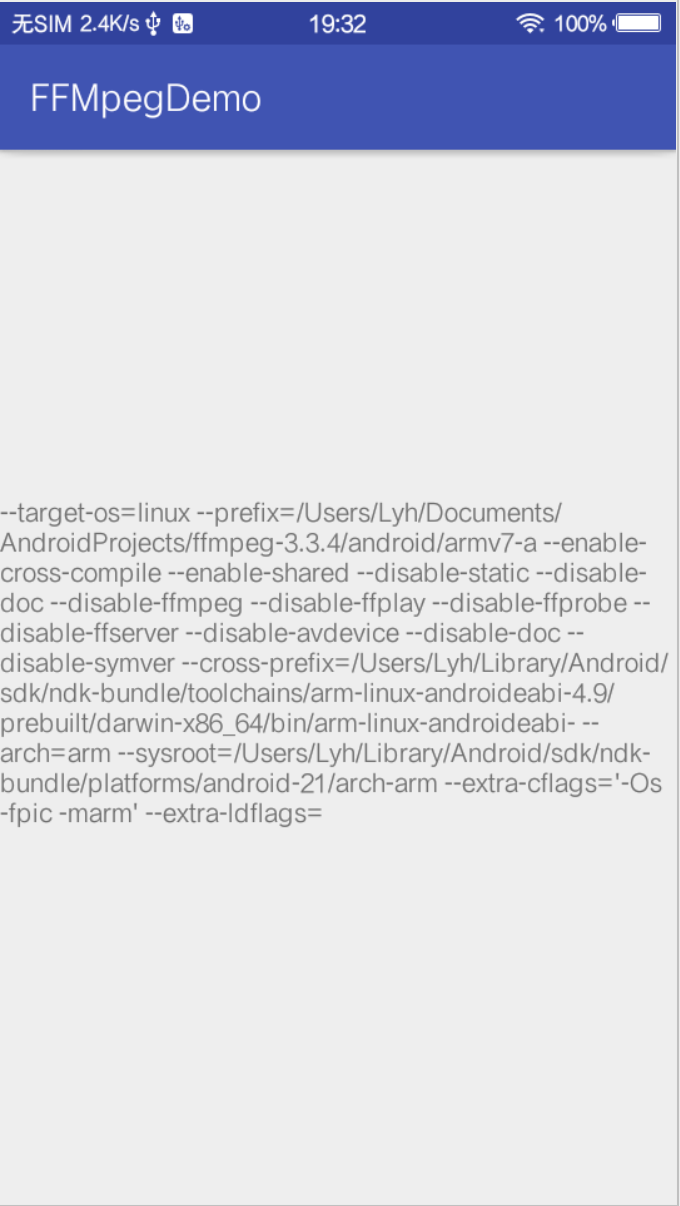 无SIM 2.4K/s 19:32 100%
FFMpegDemo
--target-os=linux --prefix=/Users/Lyh/Documents/
AndroidProjects/ffmpeg-3.3.4/android/armv7-a --enable-
cross-compile --enable-shared --disable-static --disable-
doc --disable-ffmpeg --disable-ffplay --disable-ffprobe --
disable-ffserver --disable-avdevice --disable-doc --
disable-symver --cross-prefix=/Users/Lyh/Library/Android/
sdk/ndk-bundle/toolchains/arm-linux-androideabi-4.9/
prebuilt/darwin-x86_64/bin/arm-linux-androideabi- --
arch=arm --sysroot=/Users/Lyh/Library/Android/sdk/ndk-
bundle/platforms/android-21/arch-arm --extra-cflags='-Os
-fpic -marm' --extra-ldflags=